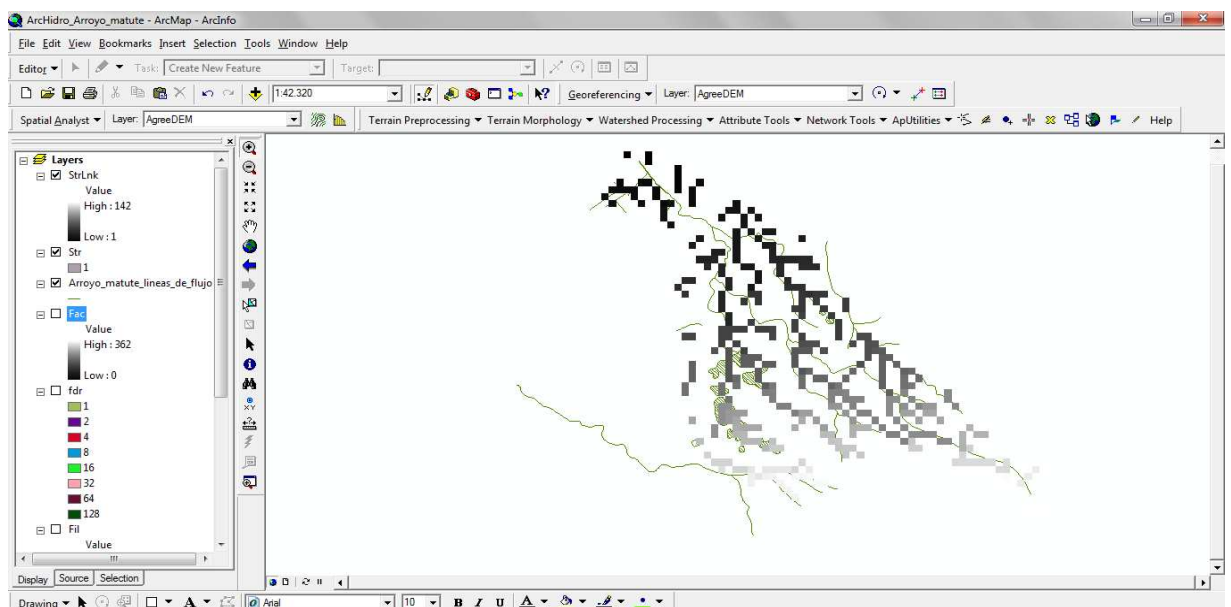 ArcHidro_Arroyo_matute - ArcMap - ArcInfo
File Edit View Bookmarks Insert Selection Tools Window Help
Editor Task: Create New Feature Target:
1:42.320 Georeferencing Layer: AgreeDEM
Spatial Analyst Layer: AgreeDEM Terrain Preprocessing Terrain Morphology Watershed Processing Attribute Tools Network Tools ApUtilities Help
Layers
StrLnk
Value
High : 142
Low : 1
Str
1
Arroyo_matute_lineas_de_flujo
Fac
Value
High : 362
Low : 0
fdr
1
2
4
8
16
32
64
128
Fil
Value
Display Source Selection
Drawing A Arial 10 B I U A